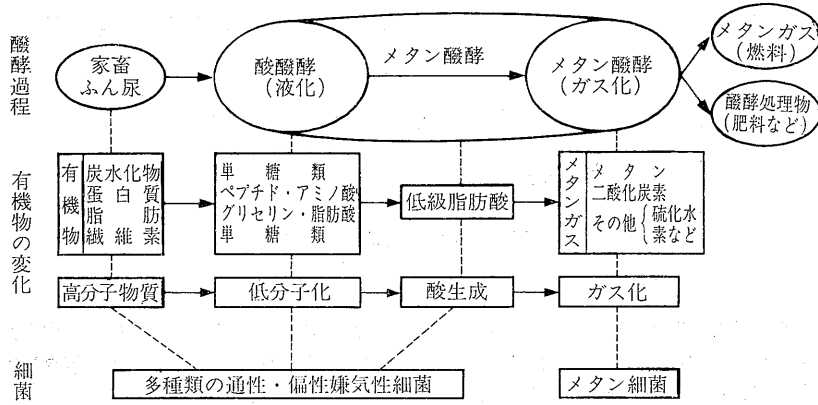 醱酵過程
家畜
ふん尿
酸醱酵
(液化)
メタン醱酵
メタン醱酵
(ガス化)
メタンガス
(燃料)
醱酵処理物
(肥料など)
有機物の変化
有機物
炭水化物
蛋白質
脂肪
繊維素
単糖類
ペプチド・アミノ酸
グリセリン・脂肪酸
単糖類
低級脂肪酸
メタンガス
メタン
二酸化炭素
その他{硫化水
素など
高分子物質
低分子化
酸生成
ガス化
細菌
多種類の通性・偏性嫌気性細菌
メタン細菌